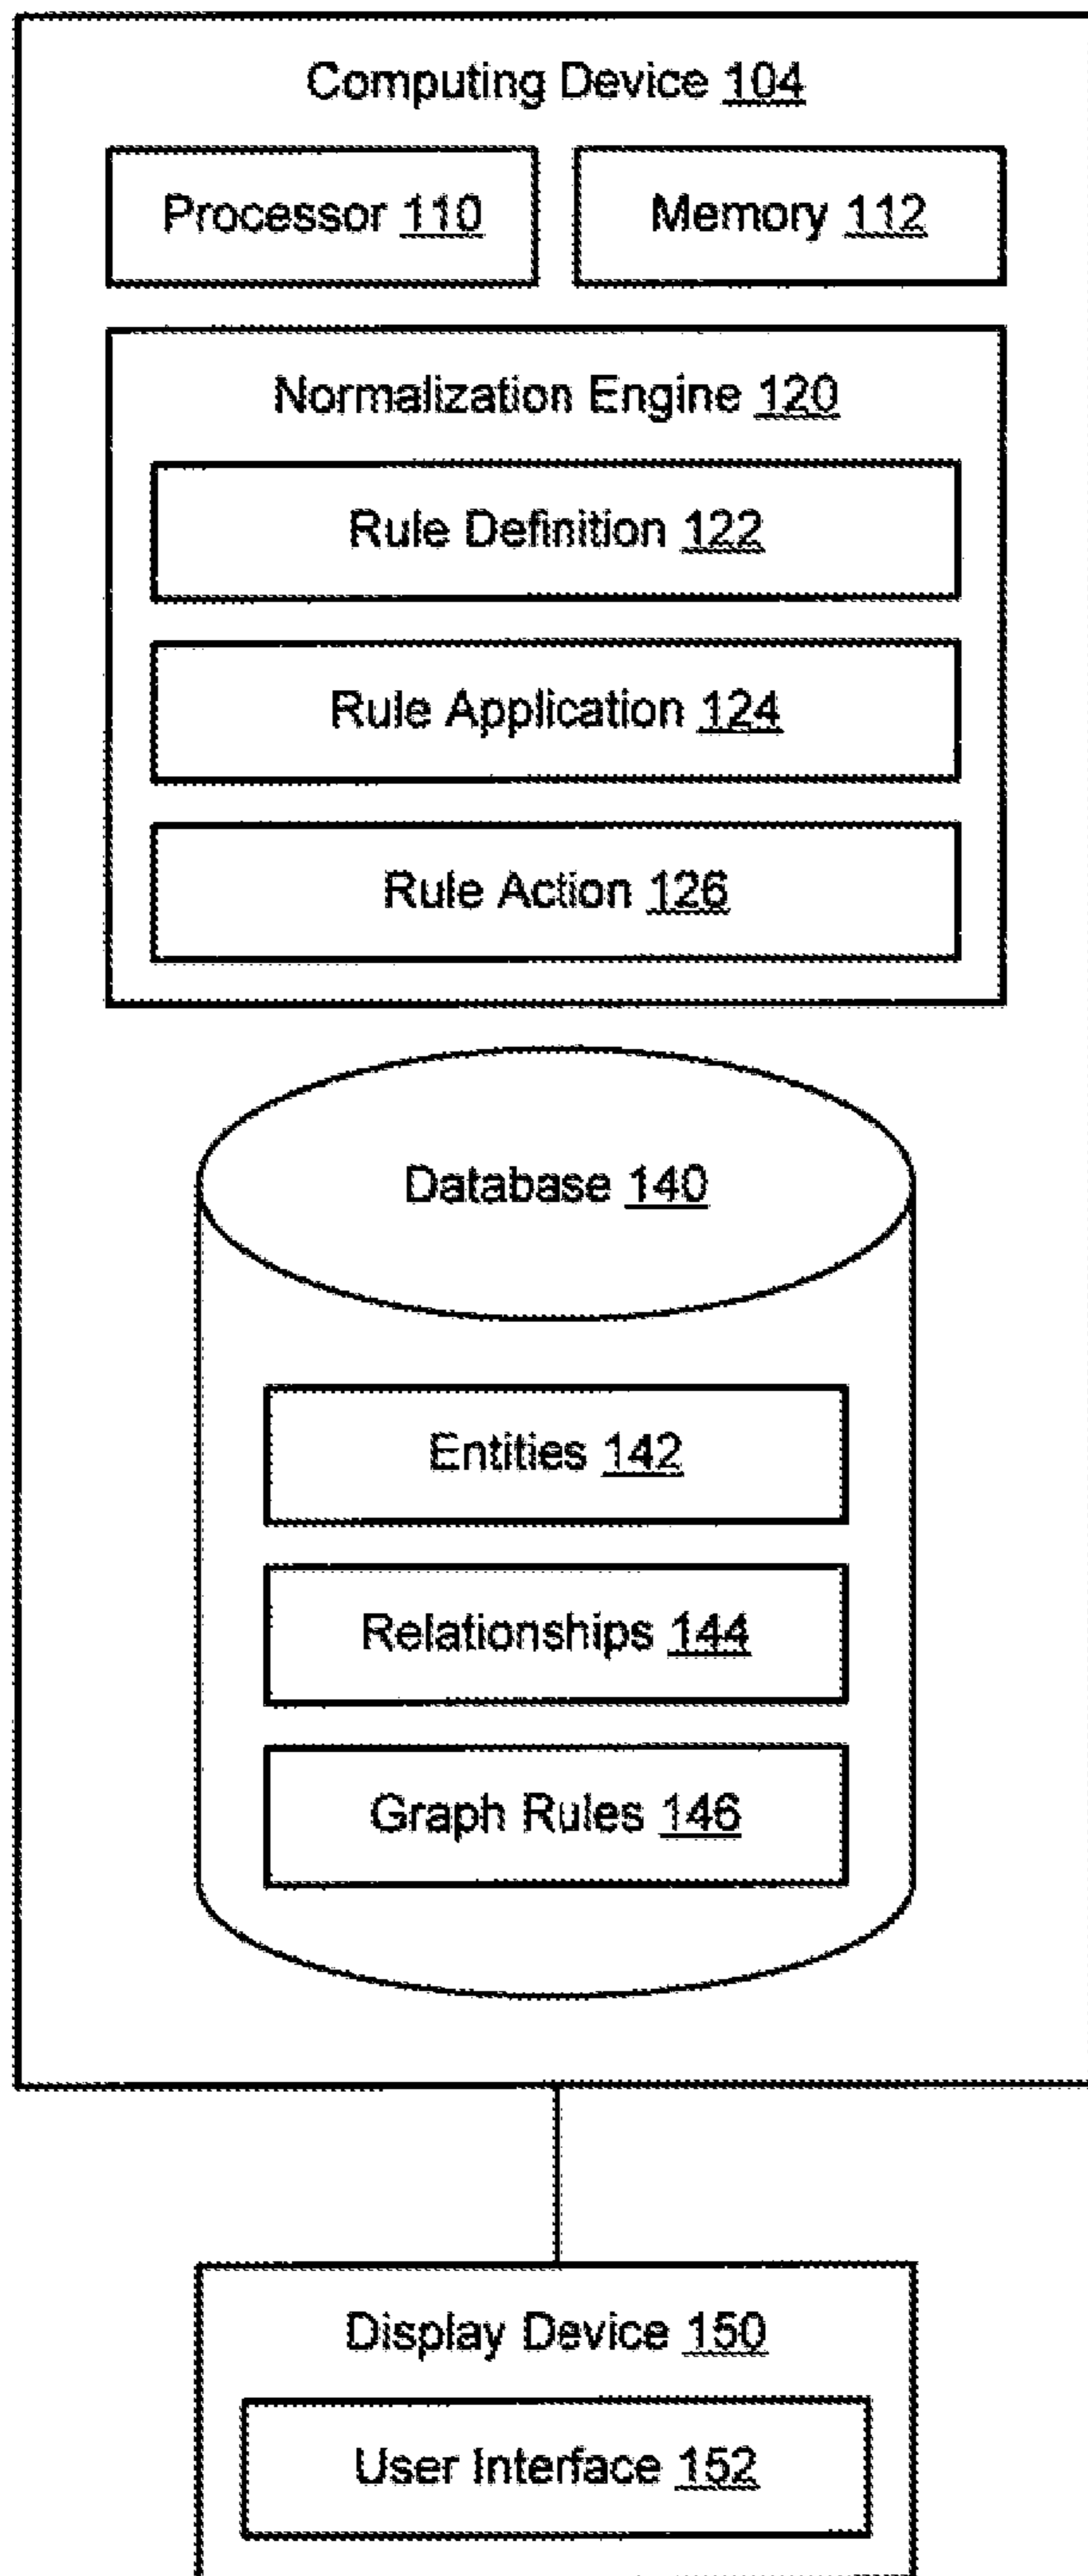 Computing Device 104
Processor 110
Memory 112
Normalization Engine 120
Rule Definition 122
Rule Application 124
Rule Action 126
Database 140
Entities 142
Relationships 144
Graph Rules 146
Display Device 150
User Interface 152